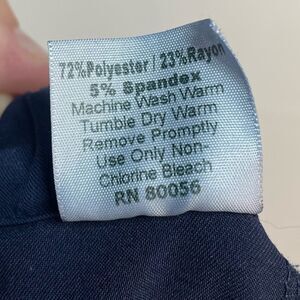 72%Polyester / 23%Rayon
5% Spandex
Machine Wash Warm
Tumble Dry Warm
Remove Promptly
Use Only Non-
Chlorine Bleach
RN 80056